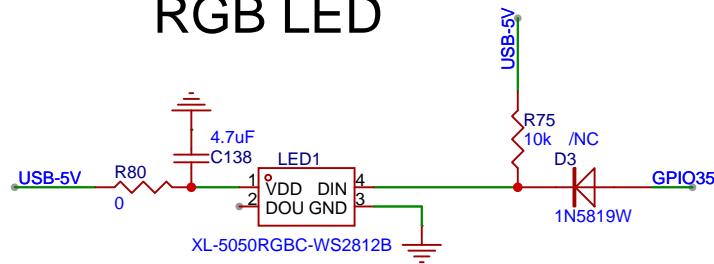 RGB LED
USB-5V
R75
10k /NC
D3
GPIO35
1N5819W
4.7uF
C138
USB-5V
R80
0
LED1
1 VDD DIN 4
2 DOU GND 3
XL-5050RGBC-WS2812B